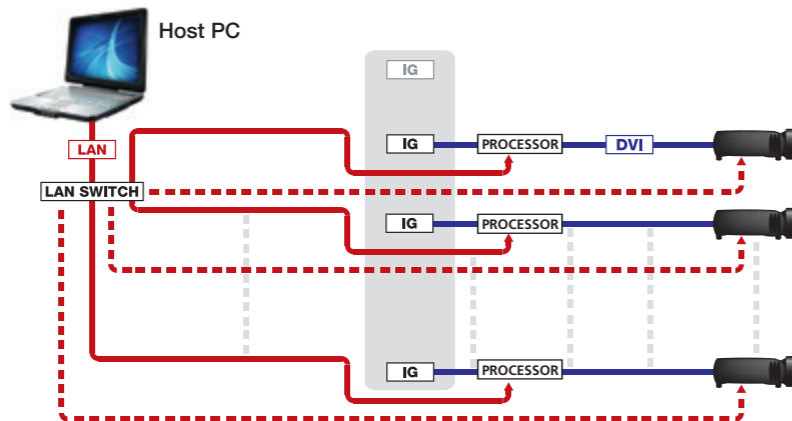 Host PC
IG
LAN
IG
PROCESSOR
DVI
LAN SWITCH
IG
PROCESSOR
IG
PROCESSOR